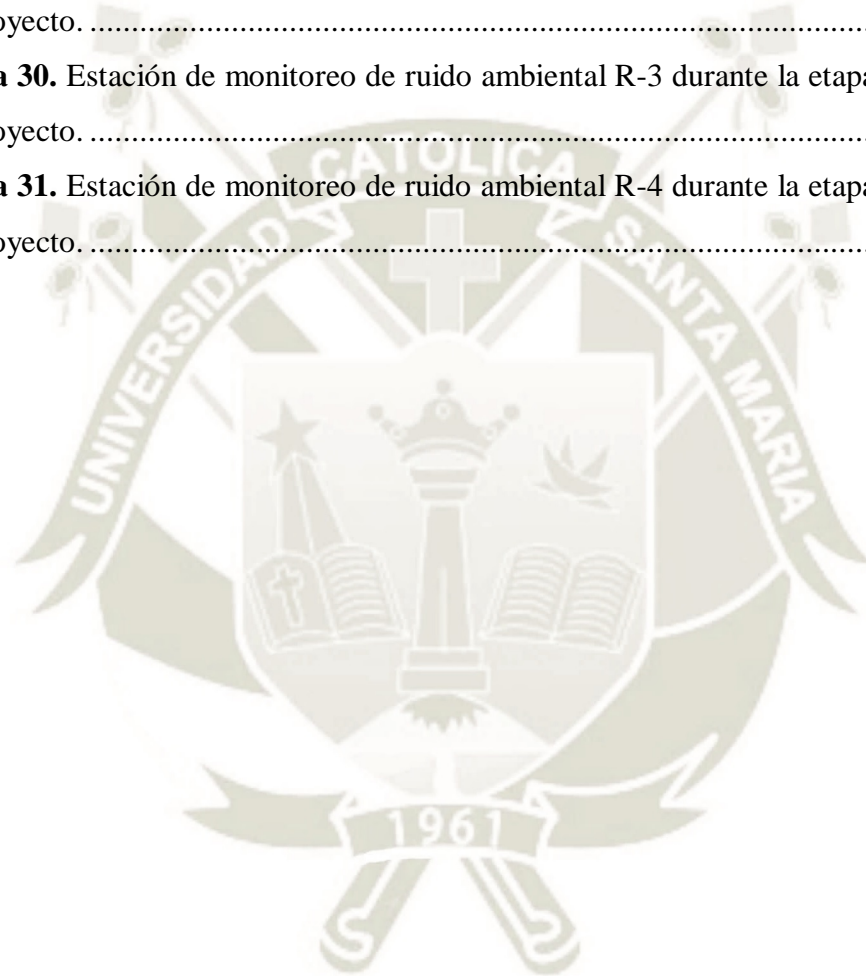 oyecto. ........................................................................................................
a 30. Estación de monitoreo de ruido ambiental R-3 durante la etapa
oyecto. ........................................................................................................
a 31. Estación de monitoreo de ruido ambiental R-4 durante la etapa
oyecto. ........................................................................................................
UNIVERSIDAD CATOLICA SANTA MARIA
1961